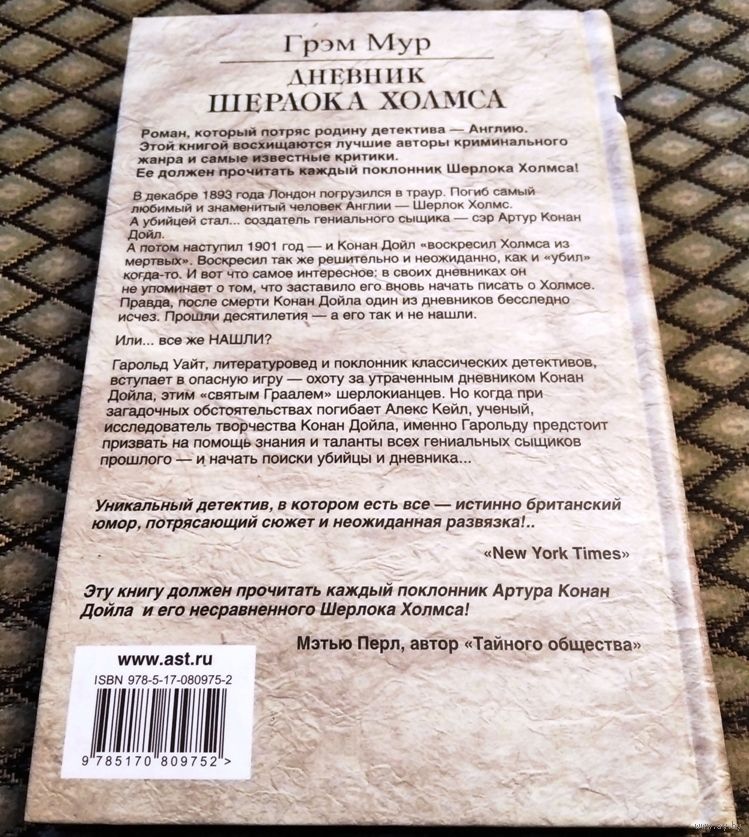 Грэм Мур
ДНЕВНИК
ШЕРЛОКА ХОЛМСА
Роман, который потряс родину детектива — Англию.
Этой книгой восхищаются лучшие авторы криминального
жанра и самые известные критики.
Ее должен прочитать каждый поклонник Шерлока Холмса!
В декабре 1893 года Лондон погрузился в траур. Погиб самый
любимый и знаменитый человек Англии — Шерлок Холмс.
А убийцей стал... создатель гениального сыщика — сэр Артур Конан
Дойл.
А потом наступил 1901 год — и Конан Дойл «воскресил Холмса из
мертвых». Воскресил так же решительно и неожиданно, как и «убил»
когда-то. И вот что самое интересное: в своих дневниках он
не упоминает о том, что заставило его вновь начать писать о Холмсе.
Правда, после смерти Конан Дойла один из дневников бесследно
исчез. Прошли десятилетия — а его так и не нашли.
Или... все же НАШЛИ?
Гарольд Уайт, литературовед и поклонник классических детективов,
вступает в опасную игру — охоту за утраченным дневником Конан
Дойла, этим «святым Граалем» шерлокианцев. Но когда при
загадочных обстоятельствах погибает Алекс Кейл, ученый,
исследователь творчества Конан Дойла, именно Гарольду предстоит
призвать на помощь знания и таланты всех гениальных сыщиков
прошлого — и начать поиски убийцы и дневника...
Уникальный детектив, в котором есть все — истинно британский
юмор, потрясающий сюжет и неожиданная развязка!..
«New York Times»
Эту книгу должен прочитать каждый поклонник Артура Конан
Дойла и его несравненного Шерлока Холмса!
Мэтью Перл, автор «Тайного общества»
www.ast.ru
ISBN 978-5-17-080975-2
9 785170 809752 >